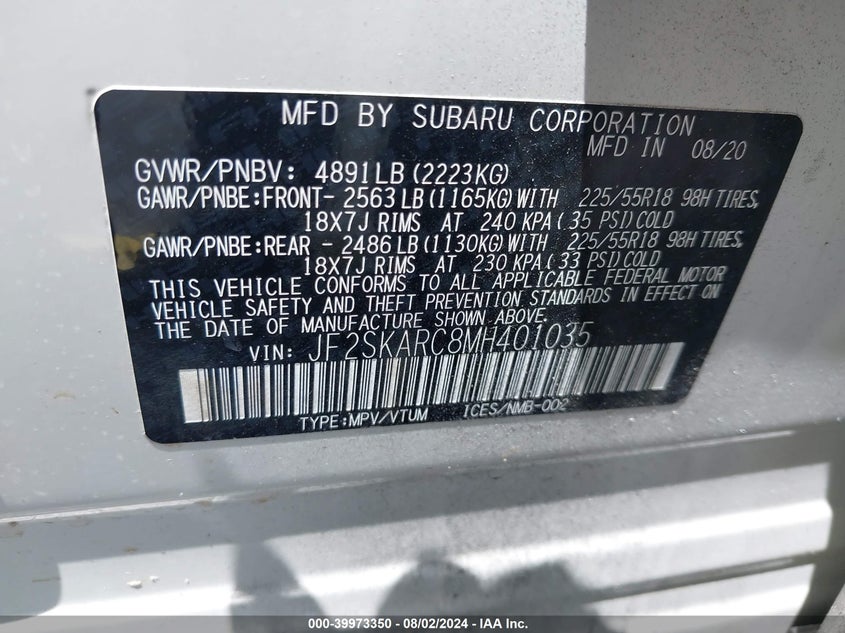 MFD BY SUBARU CORPORATION
MFD IN 08/20
GVWR/PNBV: 4891LB(2223KG)
GAWR/PNBE:FRONT- 2563LB(1165KG)WITH 225/55R18 98H TIRES,
18X7J RIMS AT 240 KPA( 35 PSI)COLD
GAWR/PNBE:REAR - 2486LB(1130KG)WITH 225/55R18 98H TIRES,
18X7J RIMS AT 230 KPA( 33 PSI)COLD
THIS VEHICLE CONFORMS TO ALL APPLICABLE FEDERAL MOTOR
VEHICLE SAFETY AND THEFT PREVENTION STANDARDS IN EFFECT ON
THE DATE OF MANUFACTURE SHOWN ABOVE.
VIN: JF2SKARC8MH401035
TYPE:MPV/VTUM ICES/NMB-002
000-39973350 - 08/02/2024 - IAA Inc.